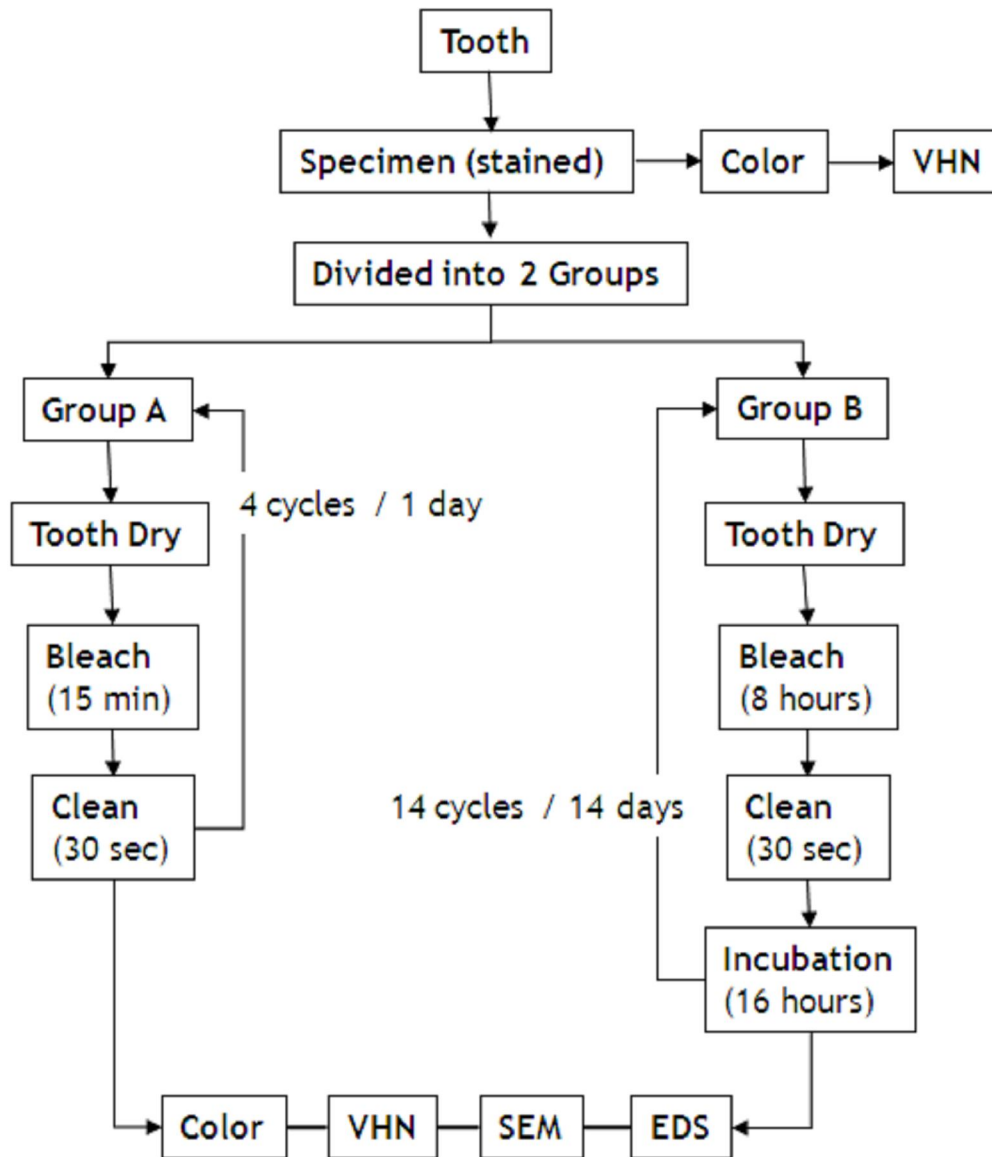 Tooth
Specimen (stained)
Color
VHN
Divided into 2 Groups
Group A
Group B
4 cycles / 1 day
Tooth Dry
Tooth Dry
Bleach
(15 min)
Bleach
(8 hours)
Clean
(30 sec)
14 cycles / 14 days
Clean
(30 sec)
Incubation
(16 hours)
Color
VHN
SEM
EDS